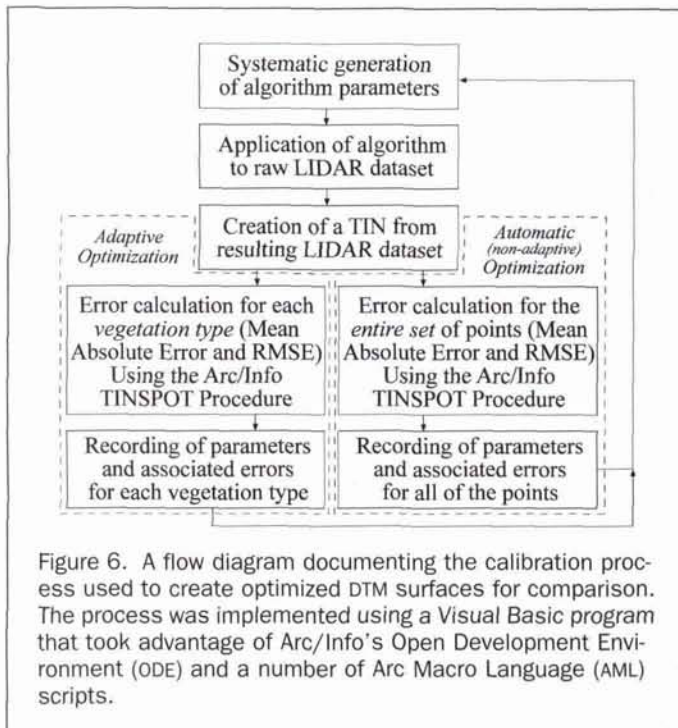 Systematic generation
of algorithm parameters
Application of algorithm
to raw LIDAR dataset
Creation of a TIN from
resulting LIDAR dataset
Adaptive
Optimization
Automatic
(non-adaptive)
Optimization
Error calculation for each
vegetation type (Mean
Absolute Error and RMSE)
Using the Arc/Info
TINSPOT Procedure
Error calculation for the
entire set of points (Mean
Absolute Error and RMSE)
Using the Arc/Info
TINSPOT Procedure
Recording of parameters
and associated errors
for each vegetation type
Recording of parameters
and associated errors
for all of the points
Figure 6. A flow diagram documenting the calibration proc-
ess used to create optimized DTM surfaces for comparison.
The process was implemented using a Visual Basic program
that took advantage of Arc/Info's Open Development Envi-
ronment (ODE) and a number of Arc Macro Language (AML)
scripts.